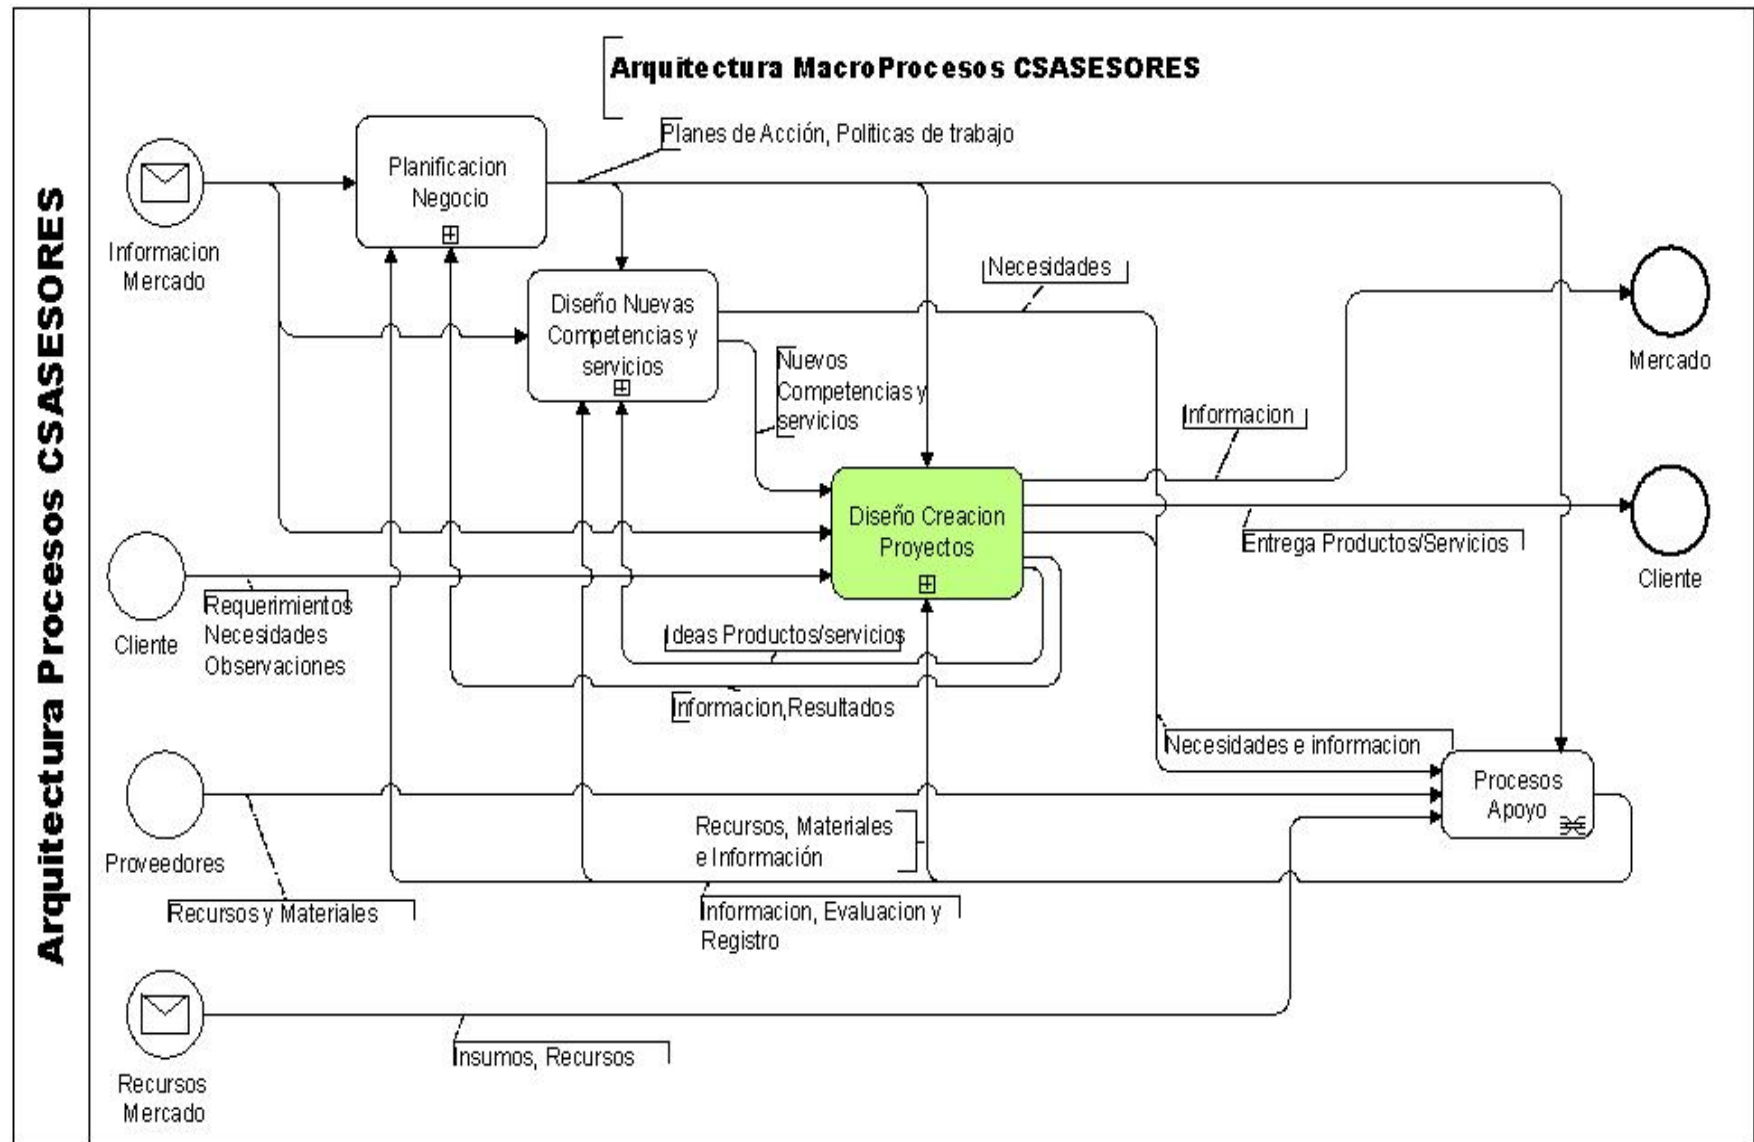 Arquitectura Procesos CSASESORES
Arquitectura MacroProcesos CSASESORES
Planes de Acción, Politicas de trabajo
Planificacion
Negocio
Informacion
Mercado
Necesidades
Diseño Nuevas
Competencias y
servicios
Mercado
Nuevos
Competencias y
servicios
Informacion
Diseño Creacion
Proyectos
Entrega Productos/Servicios
Cliente
Cliente
Requerimientos
Necesidades
Observaciones
Ideas Productos/servicios
Informacion,Resultados
Necesidades e informacion
Procesos
Apoyo
Proveedores
Recursos, Materiales
e Información
Recursos y Materiales
Informacion, Evaluacion y
Registro
Insumos, Recursos
Recursos
Mercado